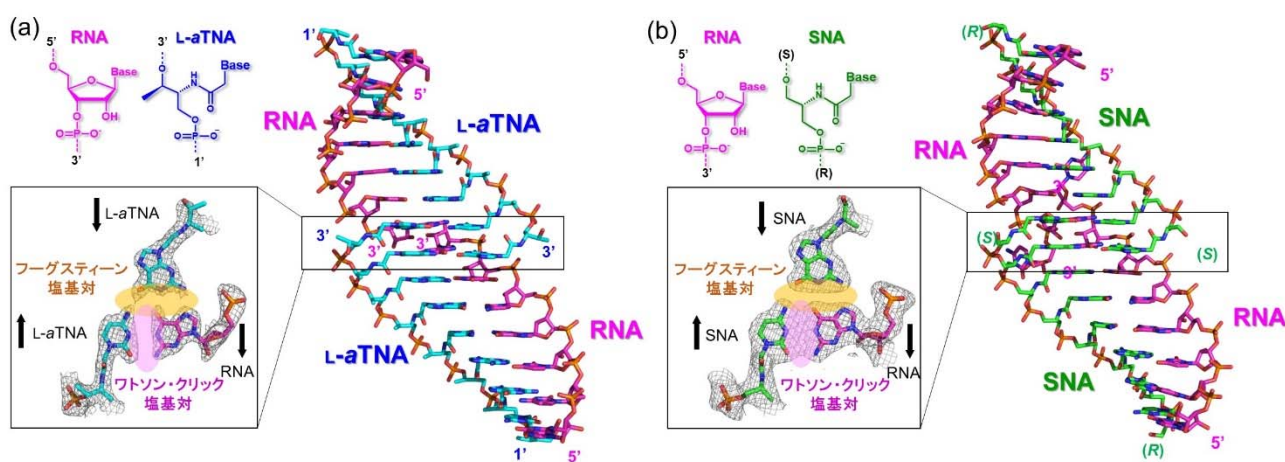 (a)
RNA
L-aTNA
5'
3'
O
Base
O
O
OH
O=P-O-
O
3'
O
H
N
Base
O
O
O=P-O-
O
1'
1'
5'
RNA
L-aTNA
3'
3'
3'
3'
L-aTNA
RNA
1'
5'
L-aTNA
フーグスティーン
塩基対
L-aTNA
RNA
ワトソン・クリック
塩基対
(b)
RNA
SNA
5'
(S)
O
Base
O
O
OH
O=P-O-
O
3'
O
H
N
Base
O
O
O=P-O-
O
(R)
(R)
5'
SNA
RNA
3'
(S)
(S)
3'
RNA
SNA
(R)
5'
SNA
フーグスティーン
塩基対
SNA
RNA
ワトソン・クリック
塩基対